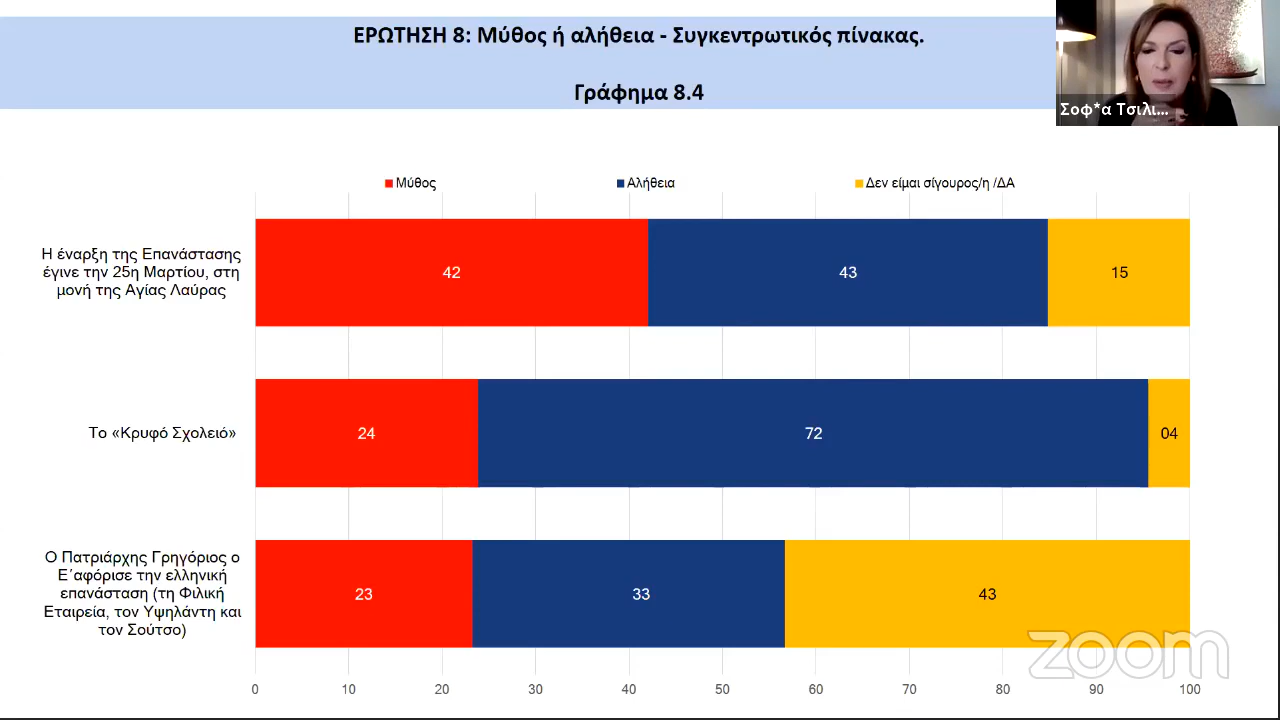 ΕΡΩΤΗΣΗ 8: Μύθος ή αλήθεια - Συγκεντρωτικός πίνακας.
Γράφημα 8.4
Σοφ*α Τσιλι...
Μύθος Αλήθεια Δεν είμαι σίγουρος/η /ΔΑ
Η έναρξη της Επανάστασης
έγινε την 25η Μαρτίου, στη
μονή της Αγίας Λαύρας
42 43 15
Το «Κρυφό Σχολειό»
24 72 04
Ο Πατριάρχης Γρηγόριος ο
Ε΄αφόρισε την ελληνική
επανάσταση (τη Φιλική
Εταιρεία, τον Υψηλάντη και
τον Σούτσο)
23 33 43
zoom
0 10 20 30 40 50 60 70 80 90 100